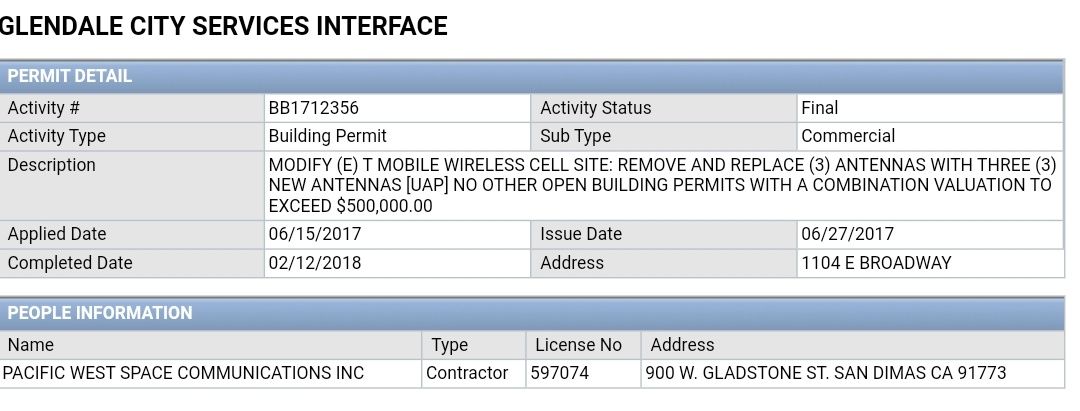 GLENDALE CITY SERVICES INTERFACE
PERMIT DETAIL
Activity # BB1712356 Activity Status Final
Activity Type Building Permit Sub Type Commercial
Description MODIFY (E) T MOBILE WIRELESS CELL SITE: REMOVE AND REPLACE (3) ANTENNAS WITH THREE (3)
NEW ANTENNAS [UAP] NO OTHER OPEN BUILDING PERMITS WITH A COMBINATION VALUATION TO
EXCEED $500,000.00
Applied Date 06/15/2017 Issue Date 06/27/2017
Completed Date 02/12/2018 Address 1104 E BROADWAY
PEOPLE INFORMATION
Name Type License No Address
PACIFIC WEST SPACE COMMUNICATIONS INC Contractor 597074 900 W. GLADSTONE ST. SAN DIMAS CA 91773